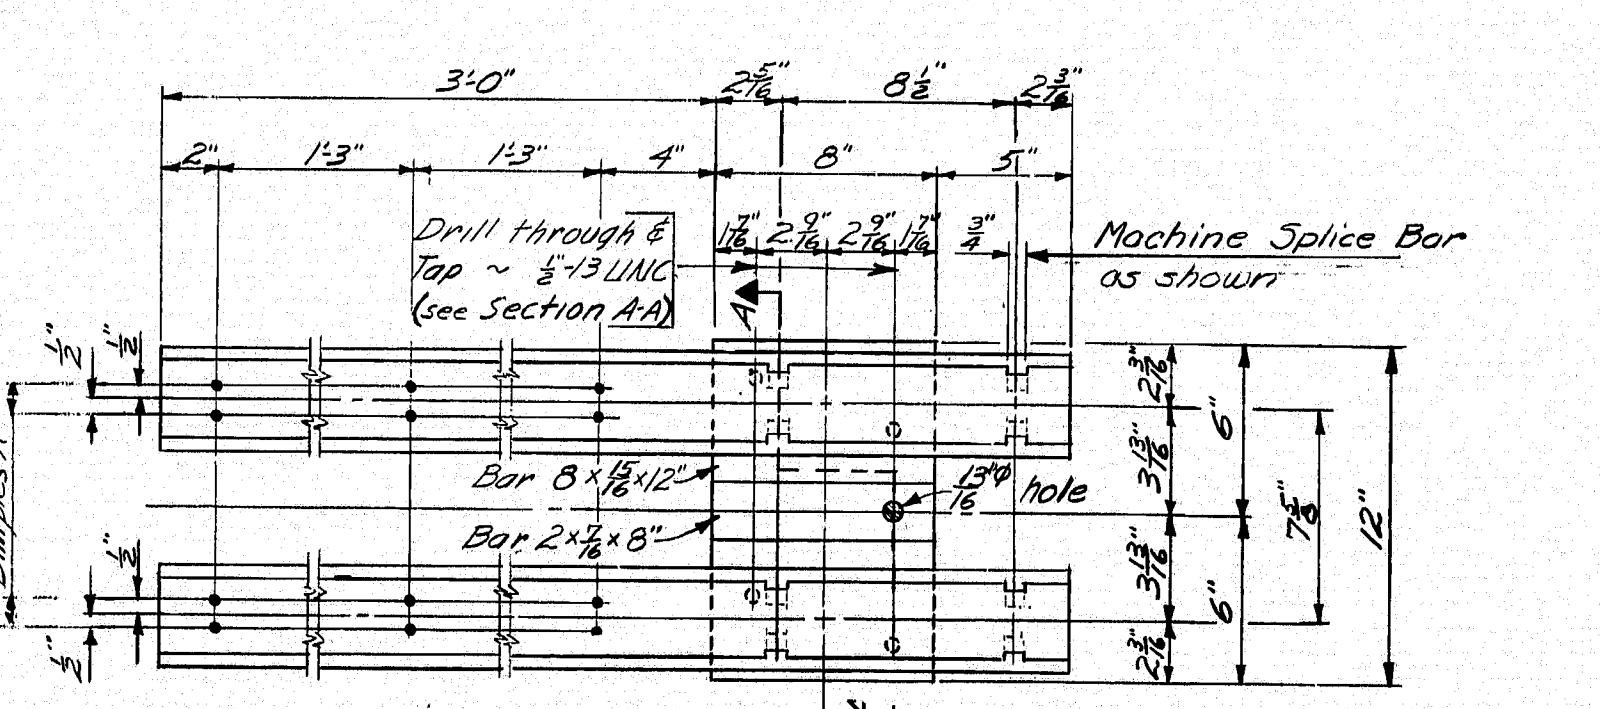 3'-0" 2 5/16" 8 1/2" 2 3/16"
2" 1'-3" 1'-3" 4" 8" 5"
1 7/16" 2 9/16" 2 9/16" 1 7/16" 3/4"
Drill through &
Tap ~ 1/2"-13 UNC
(see Section A-A)
Machine Splice Bar
as shown
A
1/2" 1/2"
2 3/16"
6"
3 13/16"
Bar 8 x 15/16 x 12"
13/16"ø hole
7 5/8"
12"
Bar 2 x 7/16 x 8"
1/2"
3 13/16"
6"
1/2"
2 3/16"